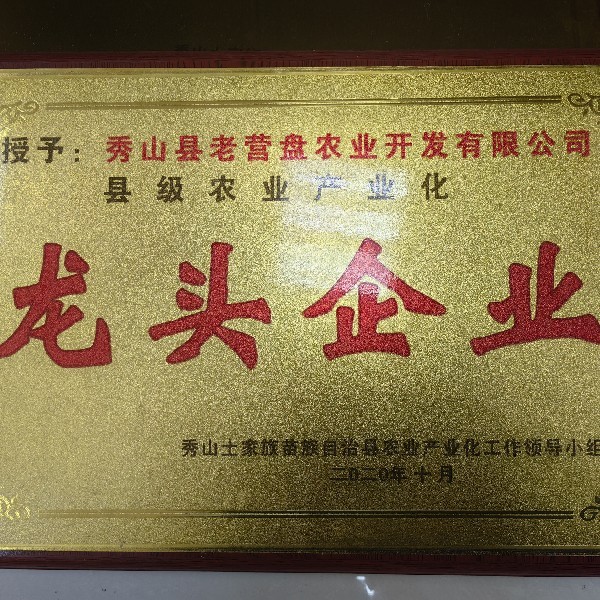 授予：秀山县老营盘农业开发有限公司
县级农业产业化
龙头企业
秀山土家族苗族自治县农业产业化工作领导小组
二0二0年十月